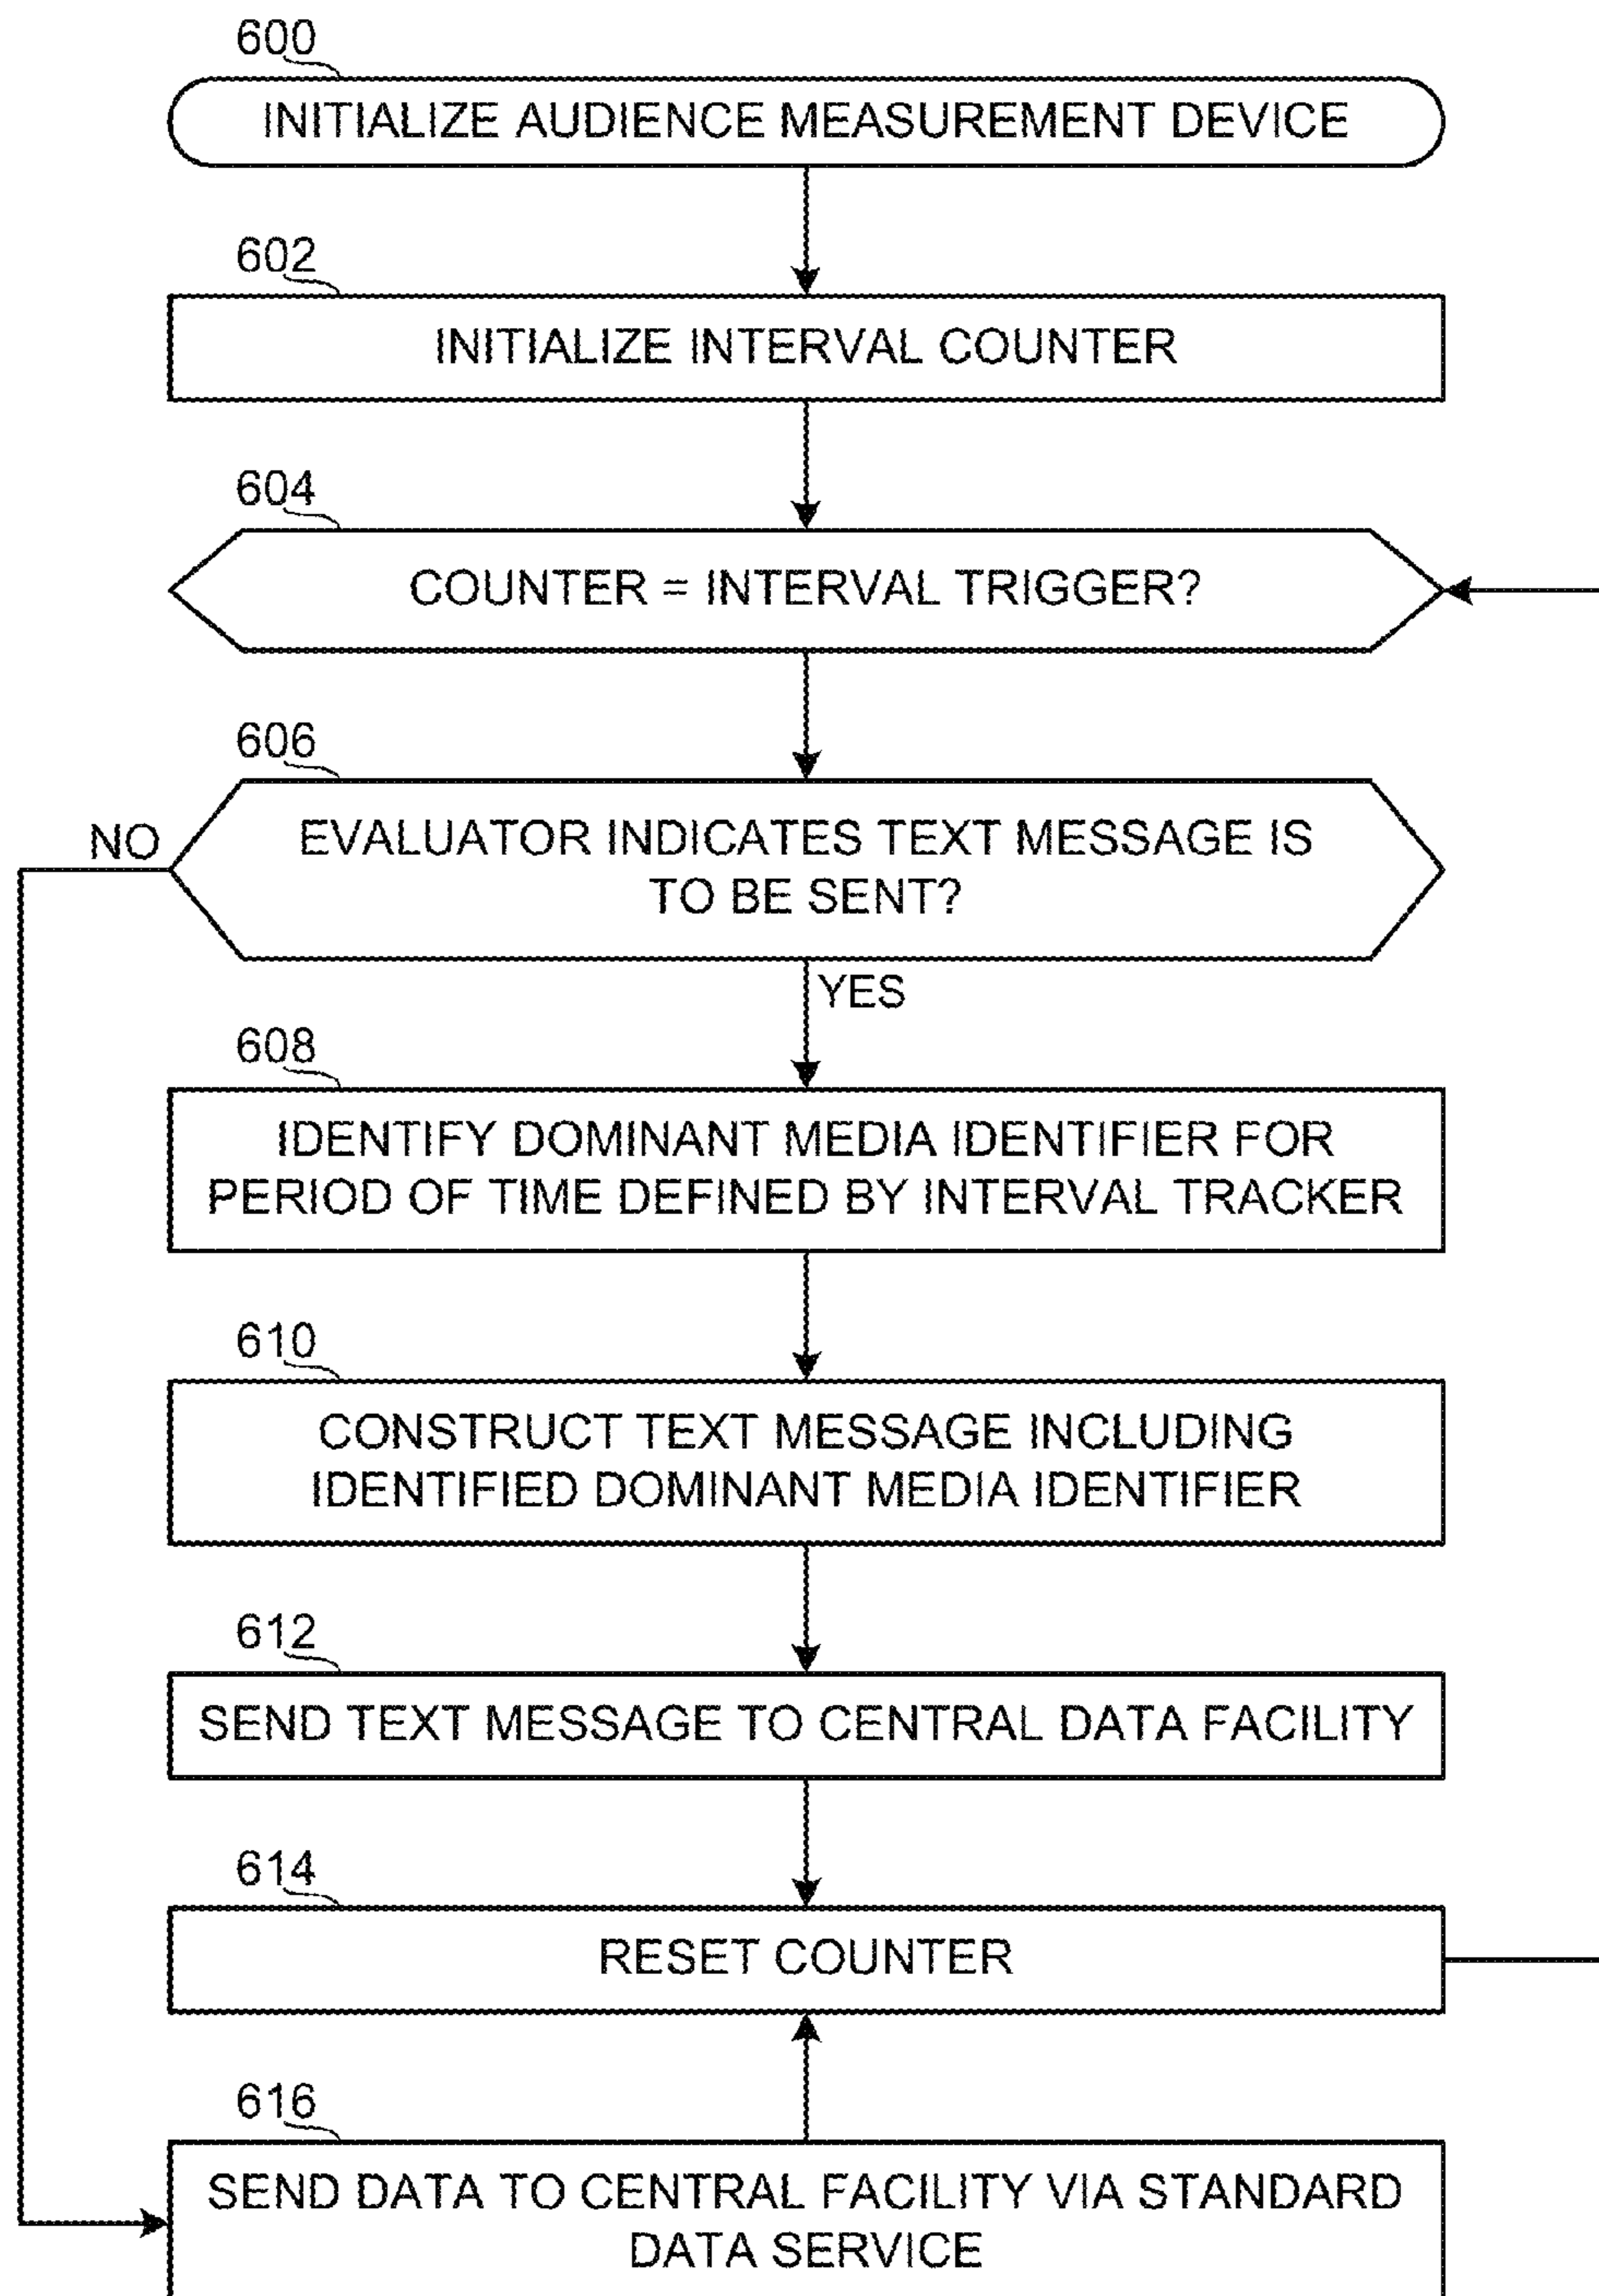 600
INITIALIZE AUDIENCE MEASUREMENT DEVICE
602
INITIALIZE INTERVAL COUNTER
604
COUNTER = INTERVAL TRIGGER?
606
NO
EVALUATOR INDICATES TEXT MESSAGE IS
TO BE SENT?
YES
608
IDENTIFY DOMINANT MEDIA IDENTIFIER FOR
PERIOD OF TIME DEFINED BY INTERVAL TRACKER
610
CONSTRUCT TEXT MESSAGE INCLUDING
IDENTIFIED DOMINANT MEDIA IDENTIFIER
612
SEND TEXT MESSAGE TO CENTRAL DATA FACILITY
614
RESET COUNTER
616
SEND DATA TO CENTRAL FACILITY VIA STANDARD
DATA SERVICE